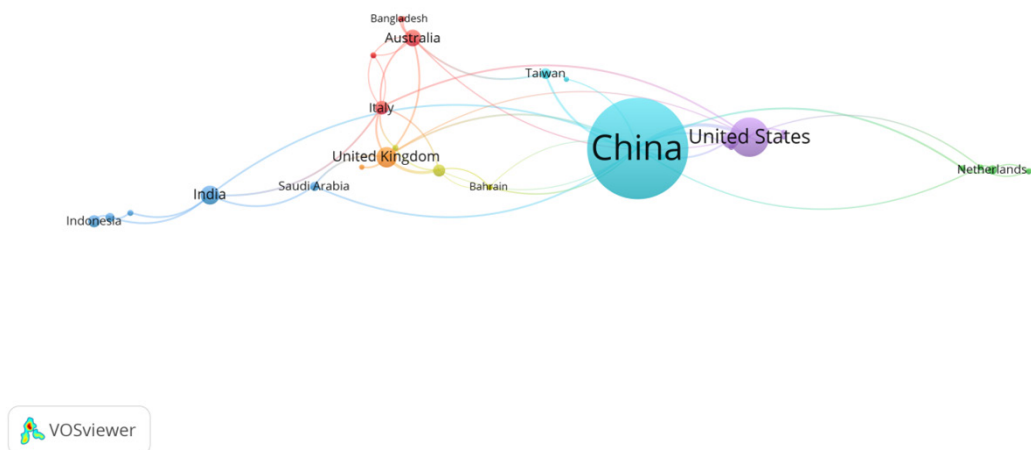 Bangladesh
Australia
Taiwan
Italy
United States
China
United Kingdom
Netherlands
Saudi Arabia
Bahrain
India
Indonesia
VOSviewer